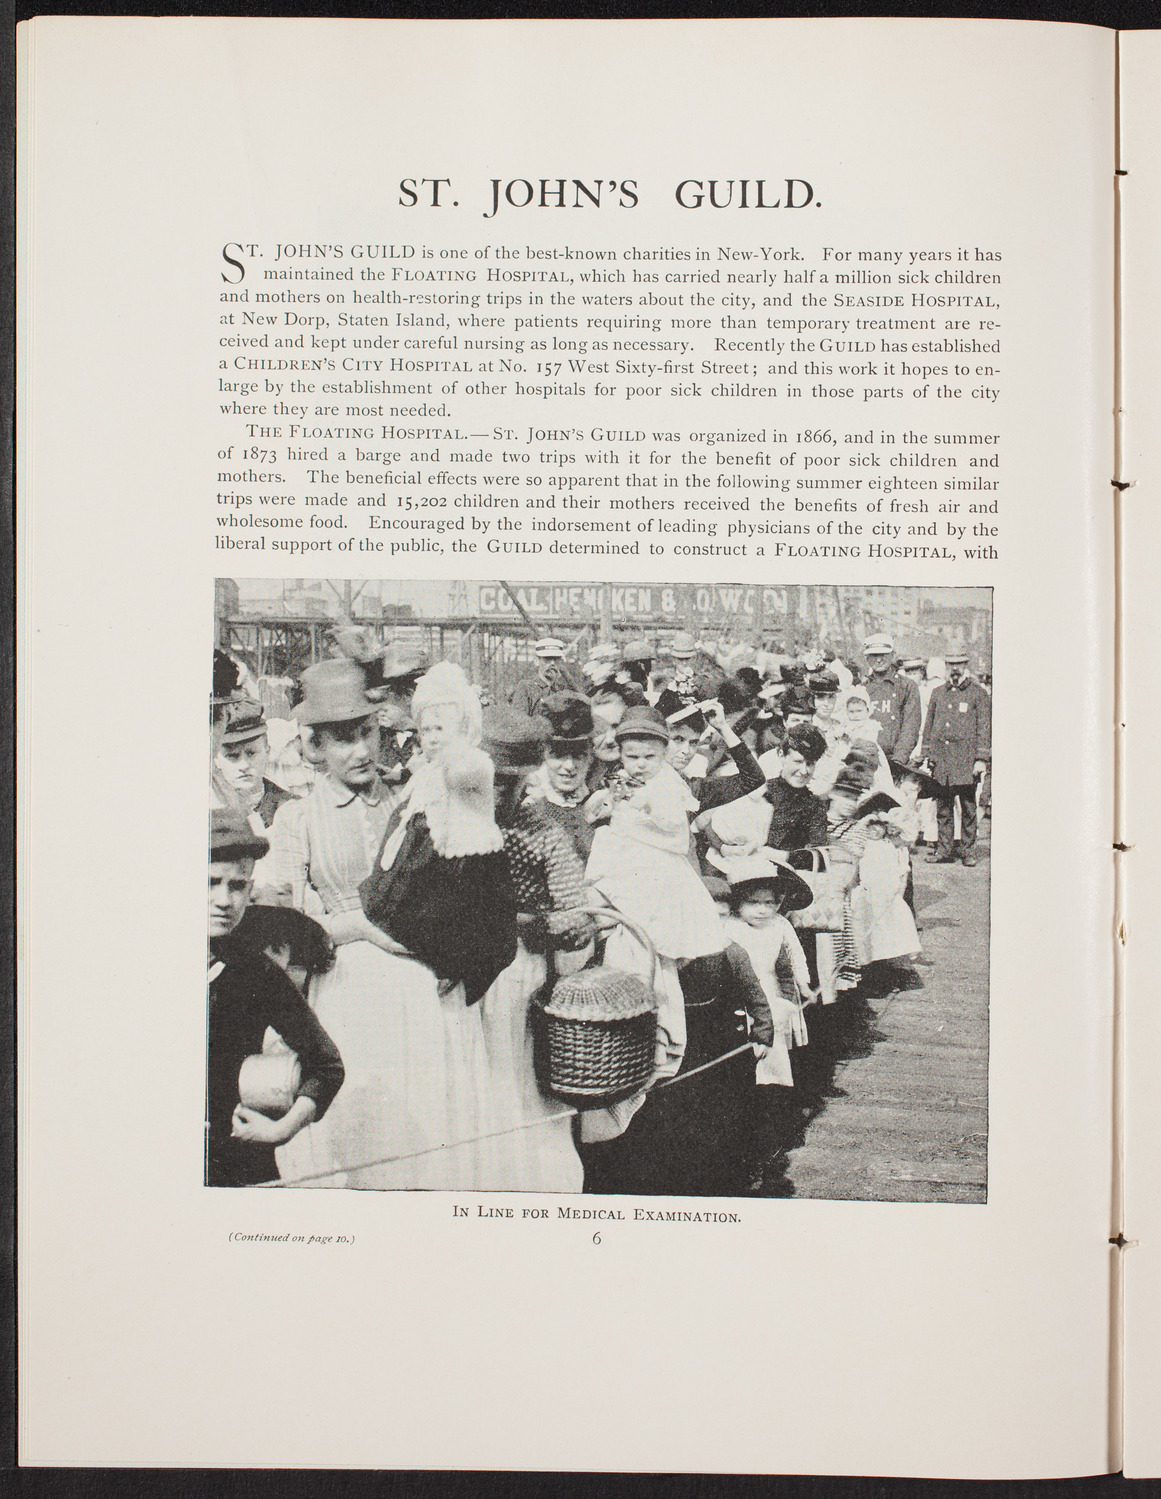 ST. JOHN'S GUILD.
ST. JOHN'S GUILD is one of the best-known charities in New-York. For many years it has
maintained the FLOATING HOSPITAL, which has carried nearly half a million sick children
and mothers on health-restoring trips in the waters about the city, and the SEASIDE HOSPITAL,
at New Dorp, Staten Island, where patients requiring more than temporary treatment are re-
ceived and kept under careful nursing as long as necessary. Recently the GUILD has established
a CHILDREN'S CITY HOSPITAL at No. 157 West Sixty-first Street; and this work it hopes to en-
large by the establishment of other hospitals for poor sick children in those parts of the city
where they are most needed.
THE FLOATING HOSPITAL.—ST. JOHN'S GUILD was organized in 1866, and in the summer
of 1873 hired a barge and made two trips with it for the benefit of poor sick children and
mothers. The beneficial effects were so apparent that in the following summer eighteen similar
trips were made and 15,202 children and their mothers received the benefits of fresh air and
wholesome food. Encouraged by the indorsement of leading physicians of the city and by the
liberal support of the public, the GUILD determined to construct a FLOATING HOSPITAL, with
COAL
F.H
IN LINE FOR MEDICAL EXAMINATION.
(Continued on page 10.)
6